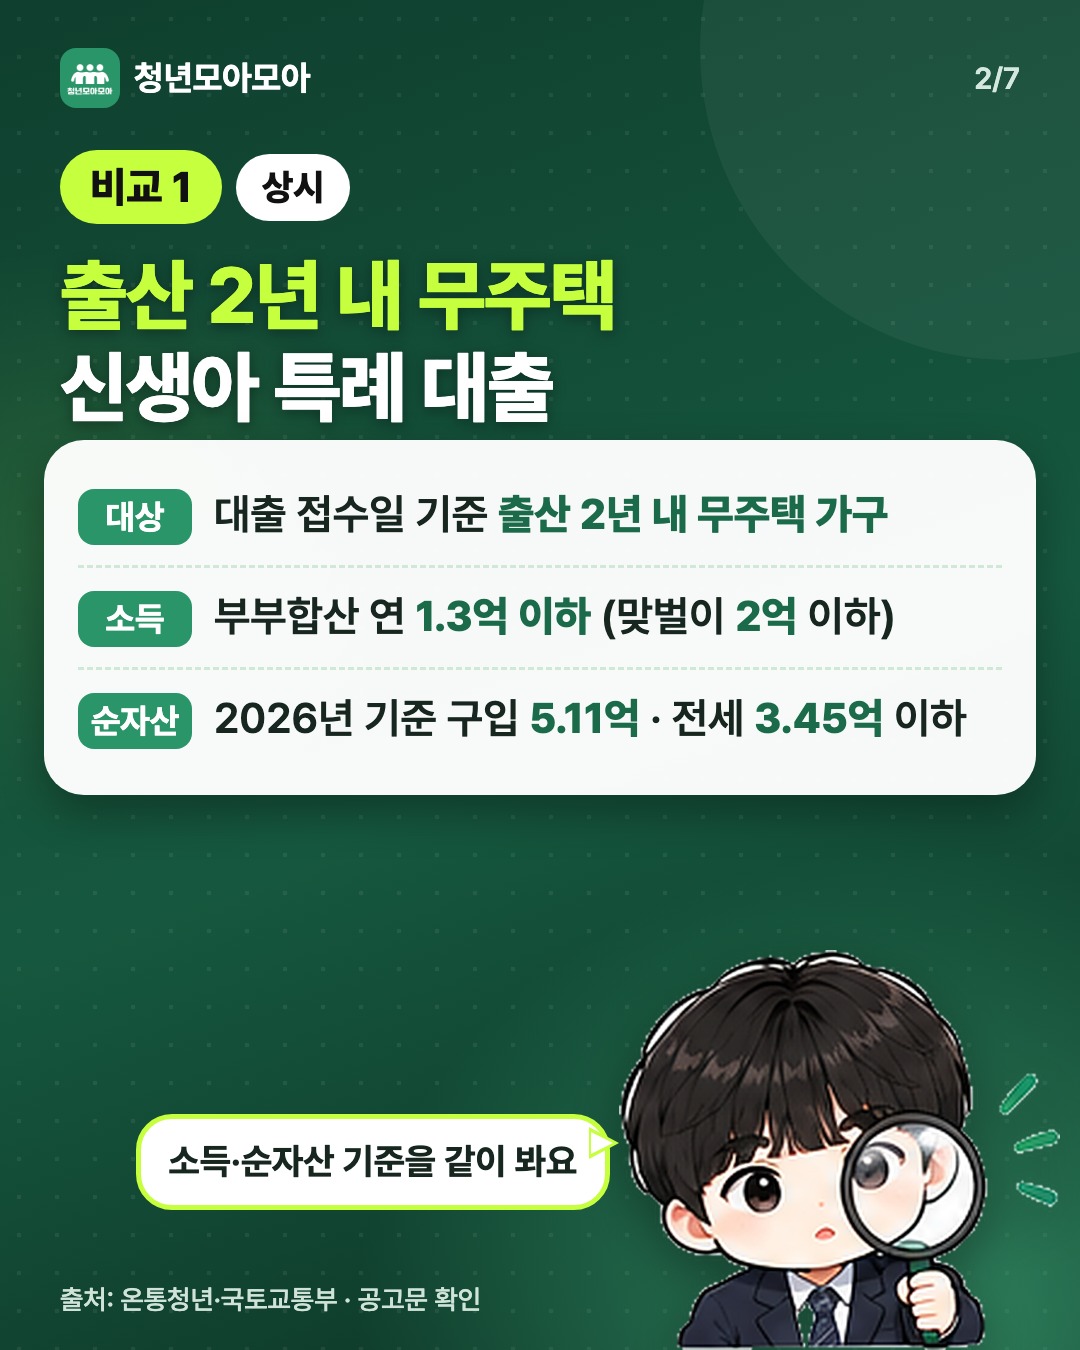 청년모아모아
청년모아모아
2/7
비교 1
상시
출산 2년 내 무주택
신생아 특례 대출
대상 대출 접수일 기준 출산 2년 내 무주택 가구
소득 부부합산 연 1.3억 이하 (맞벌이 2억 이하)
순자산 2026년 기준 구입 5.11억 · 전세 3.45억 이하
소득·순자산 기준을 같이 봐요
출처: 온통청년·국토교통부 · 공고문 확인